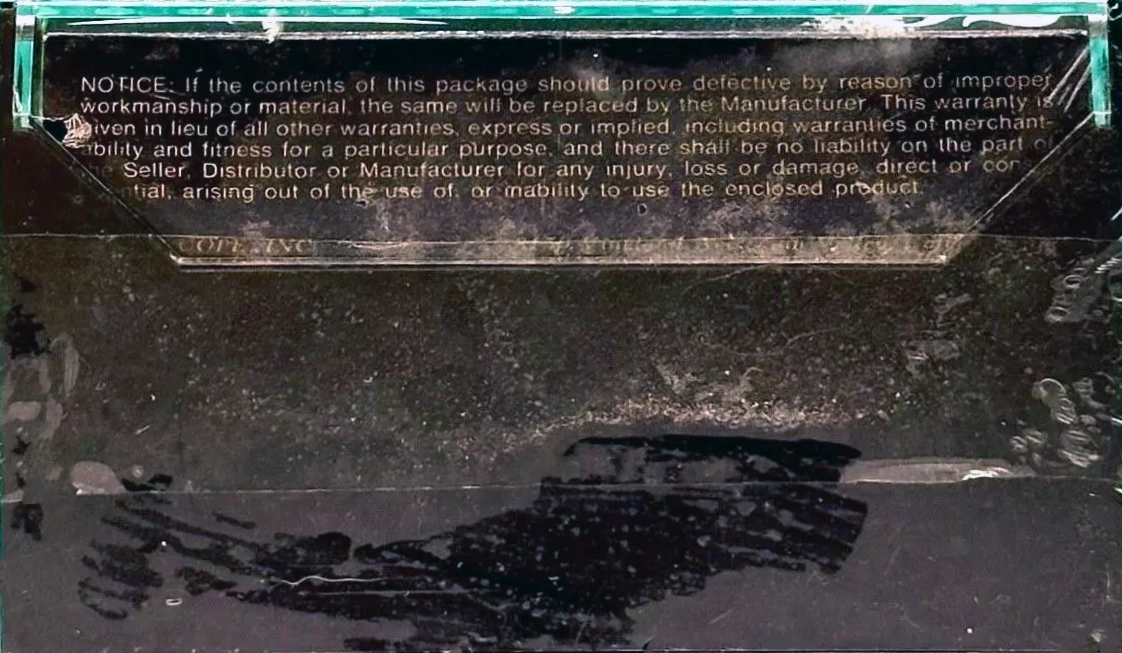 NOTICE: If the contents of this package should prove defective by reason of improper
workmanship or material, the same will be replaced by the Manufacturer. This warranty is
iven in lieu of all other warranties, express or implied, including warranties of merchant-
ability and fitness for a particular purpose, and there shall be no liability on the part of
Seller, Distributor or Manufacturer for any injury, loss or damage, direct or con
ntial, arising out of the use of, or inability to use the enclosed product.
INC